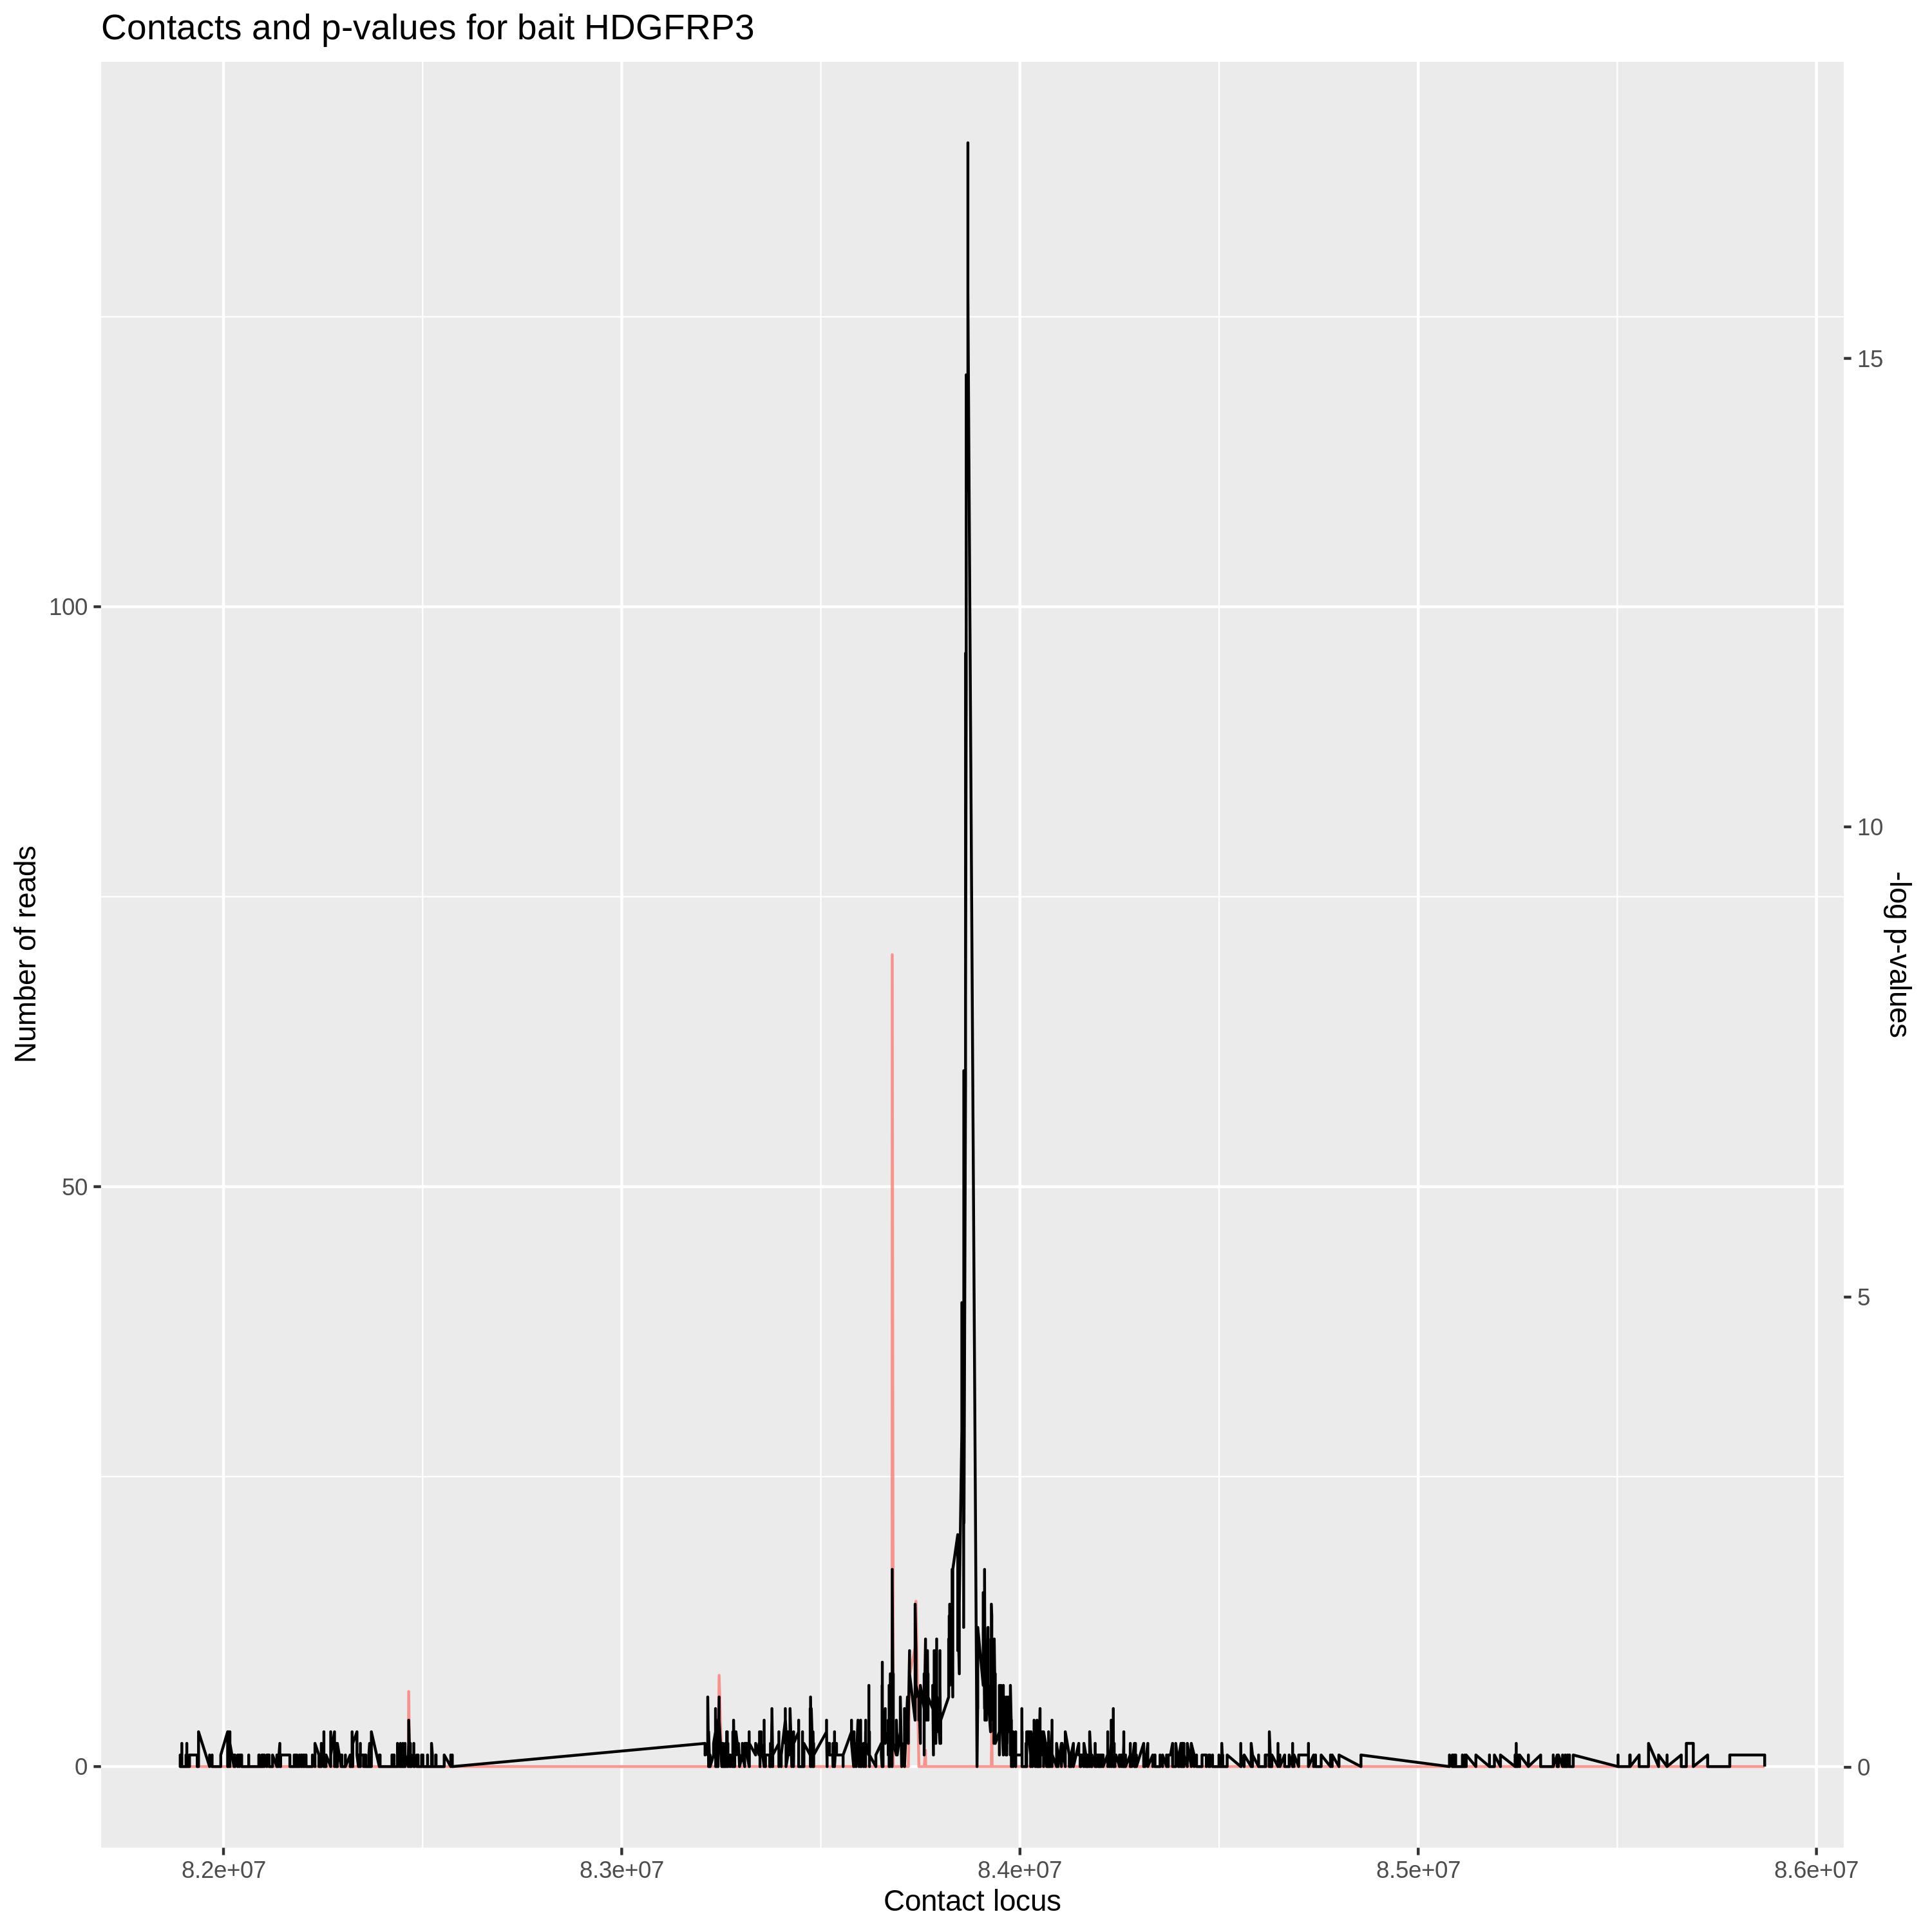 Contacts and p-values for bait HDGFRP3
Number of reads
100
50
0
15
10
5
0
-log p-values
8.2e+07
8.3e+07
8.4e+07
8.5e+07
8.6e+07
Contact locus